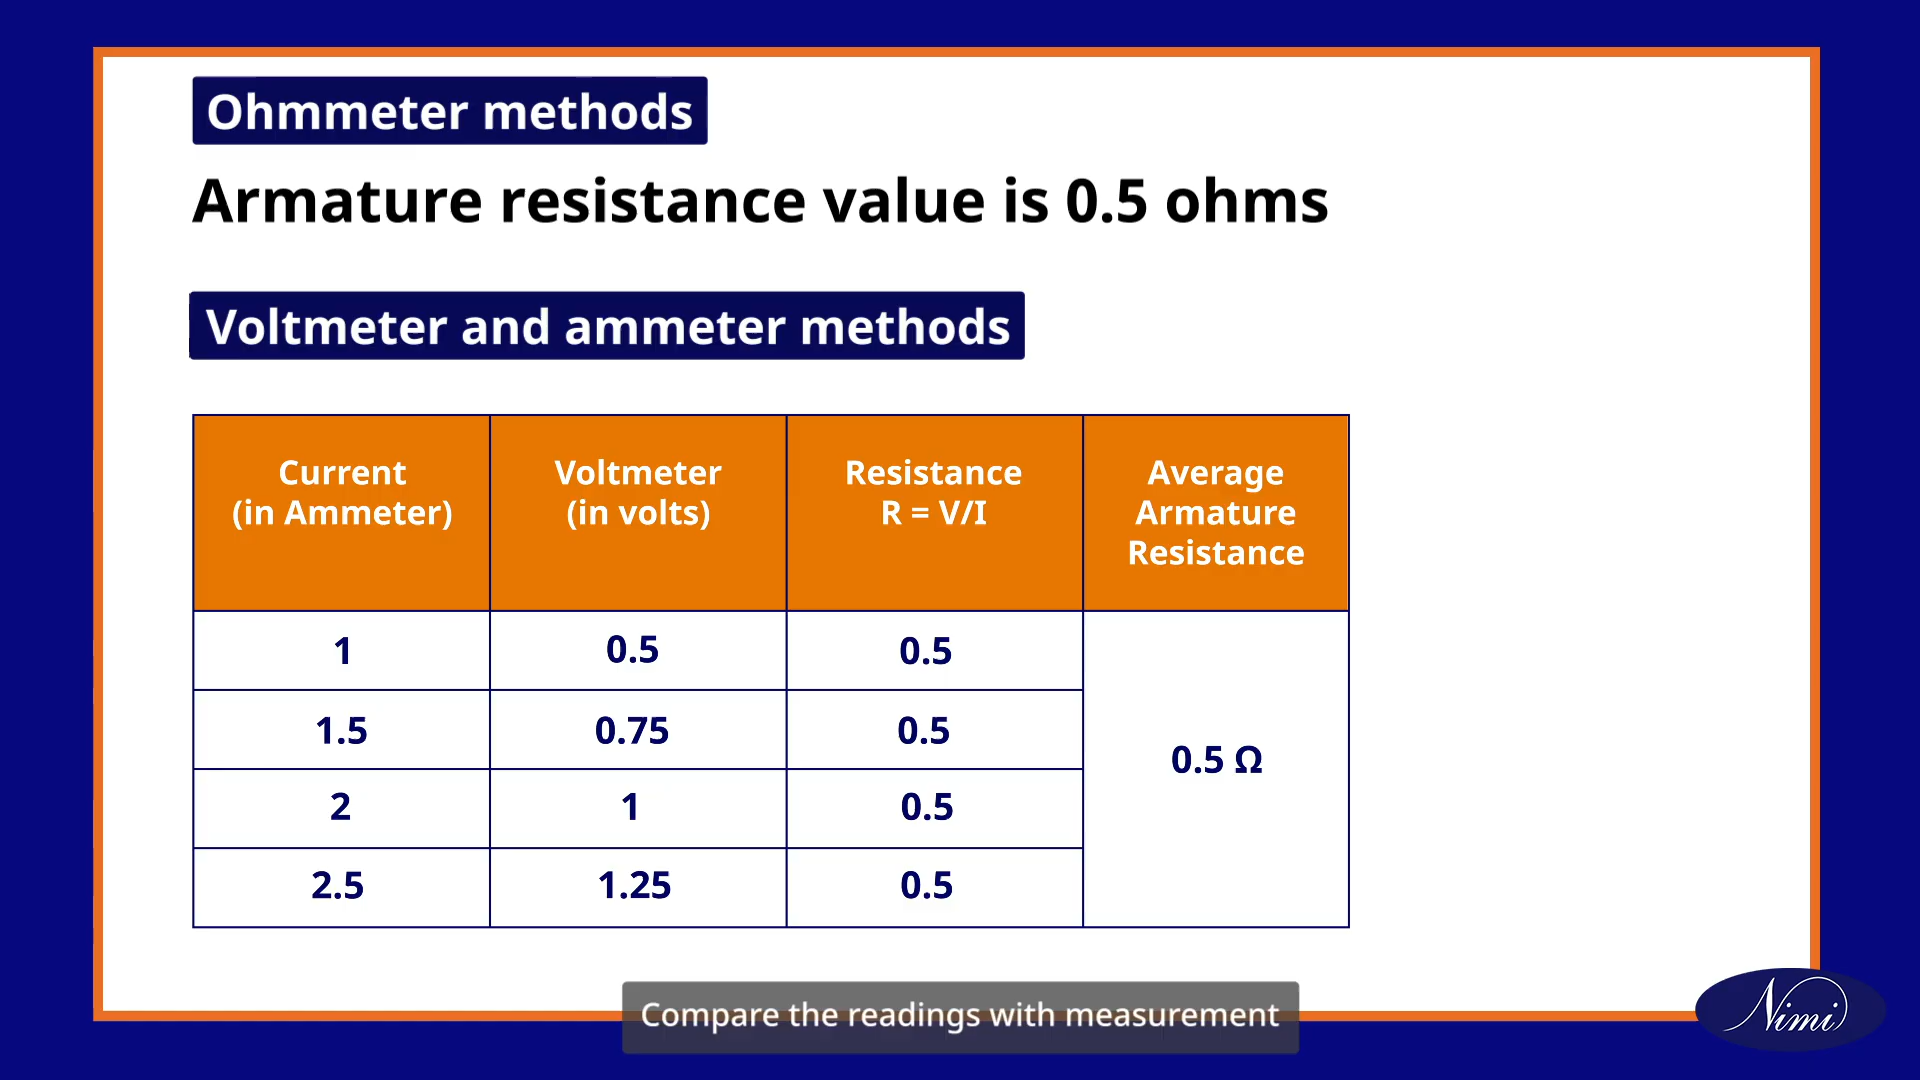 Ohmmeter methods
Armature resistance value is 0.5 ohms
Voltmeter and ammeter methods
Current (in Ammeter) Voltmeter (in volts) Resistance R = V/I Average Armature Resistance
1 0.5 0.5
1.5 0.75 0.5
0.5 Ω
2 1 0.5
2.5 1.25 0.5
Compare the readings with measurement
Nimi